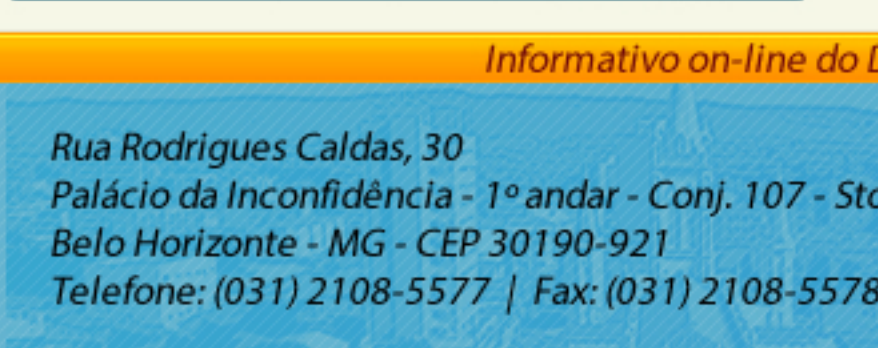 Informativo on-line do
Rua Rodrigues Caldas, 30
Palácio da Inconfidência - 1º andar - Conj. 107 -
Belo Horizonte - MG - CEP 30190-921
Telefone: (031) 2108-5577 | Fax: (031) 2108-5578